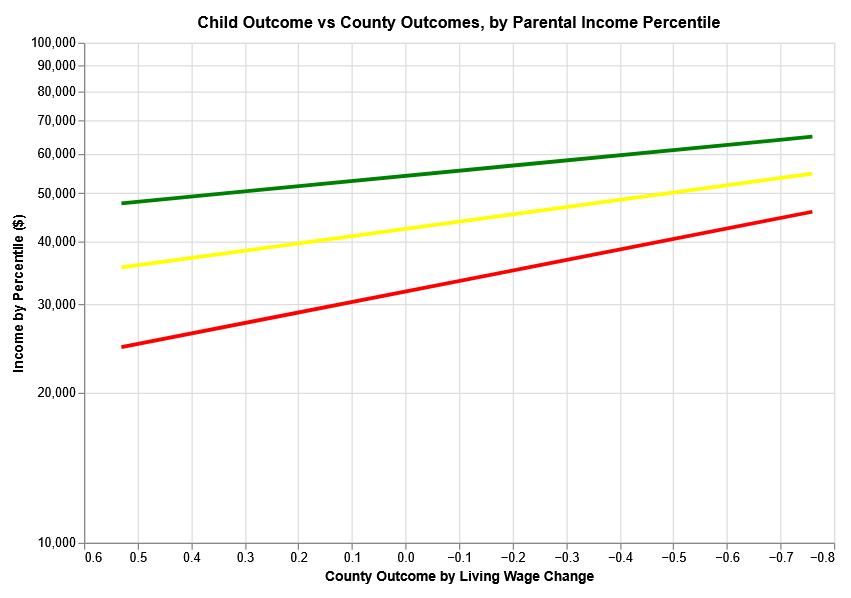 Child Outcome vs County Outcomes, by Parental Income Percentile
100,000
90,000
80,000
70,000
60,000
50,000
40,000
30,000
20,000
10,000
Income by Percentile ($)
0.6 0.5 0.4 0.3 0.2 0.1 0.0 −0.1 −0.2 −0.3 −0.4 −0.5 −0.6 −0.7 −0.8
County Outcome by Living Wage Change